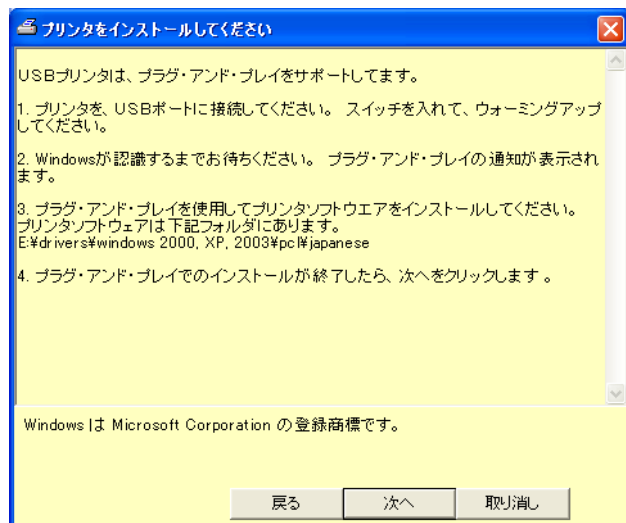 プリンタをインストールしてください
USBプリンタは、プラグ・アンド・プレイをサポートしてます。
1. プリンタを、USBポートに接続してください。 スイッチを入れて、ウォーミングアップ
してください。
2. Windowsが認識するまでお待ちください。 プラグ・アンド・プレイの通知が表示され
ます。
3. プラグ・アンド・プレイを使用してプリンタソフトウエアをインストールしてください。
プリンタソフトウェアは下記フォルダにあります。
E:¥drivers¥windows 2000, XP, 2003¥pcl¥japanese
4. プラグ・アンド・プレイでのインストールが終了したら、次へをクリックします 。
Windows は Microsoft Corporation の登録商標です。
戻る 次へ 取り消し